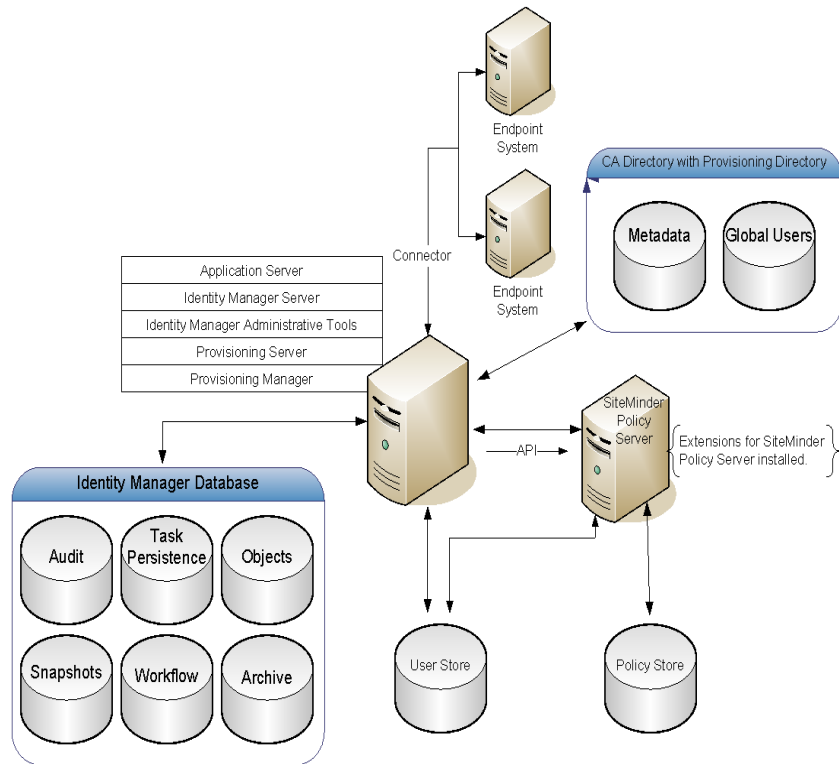 Endpoint
System
CA Directory with Provisioning Directory
Metadata
Global Users
Connector
Endpoint
System
Application Server
Identity Manager Server
Identity Manager Administrative Tools
Provisioning Server
Provisioning Manager
SiteMinder
Policy
Server
API
Extensions for SiteMinder
Policy Server installed.
Identity Manager Database
Audit
Task
Persistence
Objects
Snapshots
Workflow
Archive
User Store
Policy Store